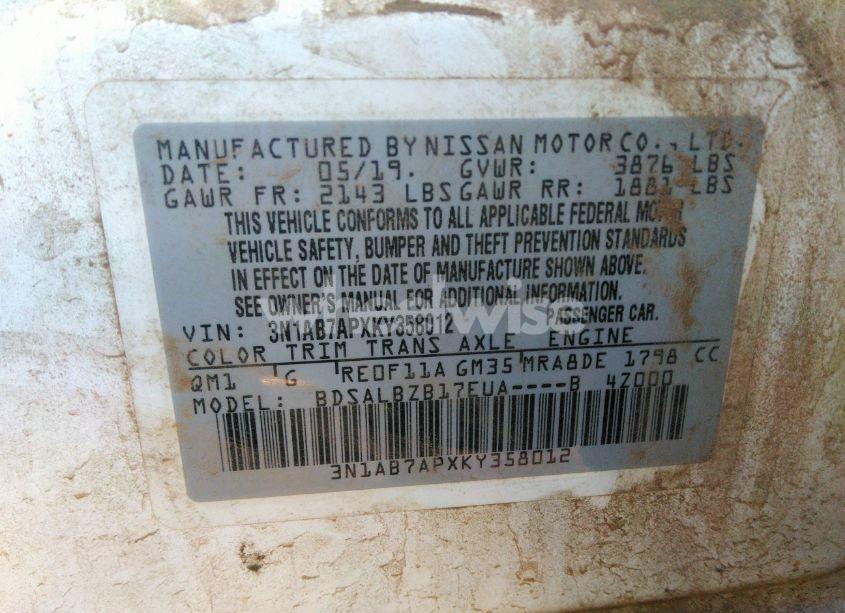 MANUFACTURED BY NISSAN MOTOR CO., LTD.
DATE: 05/19. GVWR: 3876 LBS
GAWR FR: 2143 LBS GAWR RR: 1881 LBS
THIS VEHICLE CONFORMS TO ALL APPLICABLE FEDERAL MOTOR
VEHICLE SAFETY, BUMPER AND THEFT PREVENTION STANDARDS
IN EFFECT ON THE DATE OF MANUFACTURE SHOWN ABOVE.
SEE OWNER'S MANUAL FOR ADDITIONAL INFORMATION.
VIN: 3N1AB7APXKY358012 PASSENGER CAR.
COLOR TRIM TRANS AXLE ENGINE
QM1 G RE0F11A GM35 MRA8DE 1798 CC
MODEL: BDSALBZB17EUA----B 4Z000
3N1AB7APXKY358012